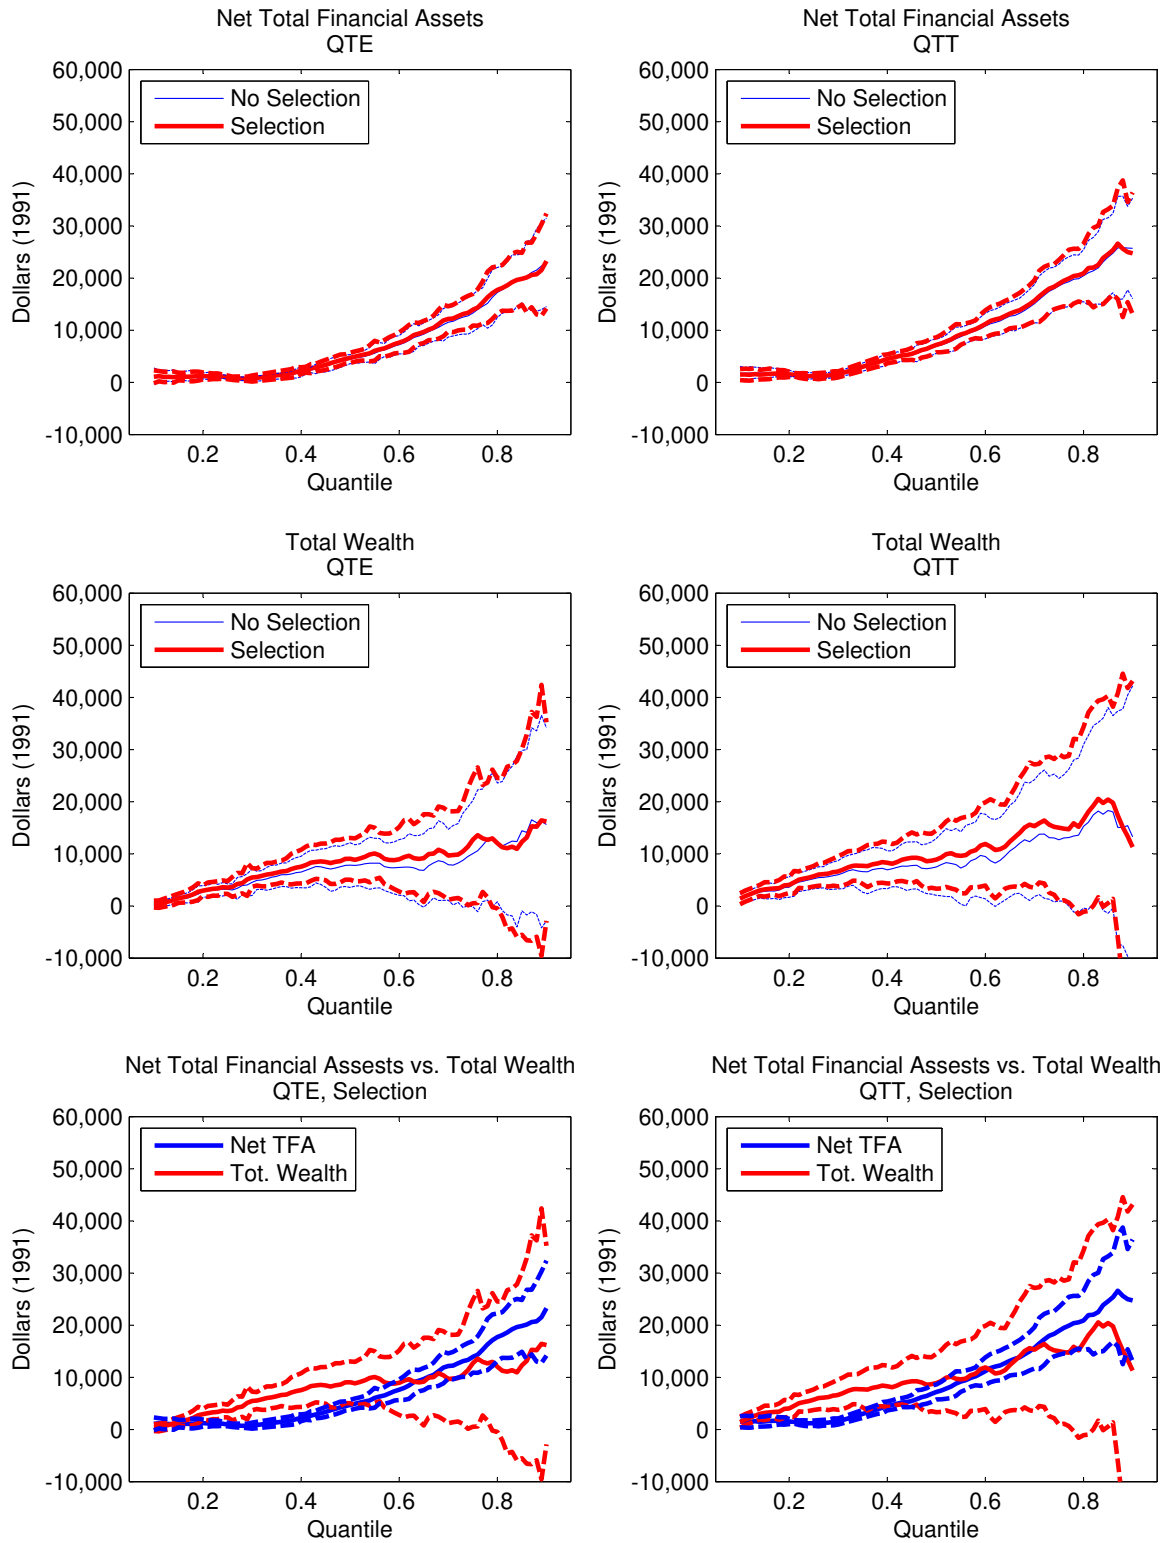 Net Total Financial Assets
QTE
60,000
50,000
40,000
30,000
20,000
10,000
0
-10,000
Dollars (1991)
No Selection
Selection
0.2 0.4 0.6 0.8
Quantile
Net Total Financial Assets
QTT
60,000
50,000
40,000
30,000
20,000
10,000
0
-10,000
Dollars (1991)
No Selection
Selection
0.2 0.4 0.6 0.8
Quantile
Total Wealth
QTE
60,000
50,000
40,000
30,000
20,000
10,000
0
-10,000
Dollars (1991)
No Selection
Selection
0.2 0.4 0.6 0.8
Quantile
Total Wealth
QTT
60,000
50,000
40,000
30,000
20,000
10,000
0
-10,000
Dollars (1991)
No Selection
Selection
0.2 0.4 0.6 0.8
Quantile
Net Total Financial Assests vs. Total Wealth
QTE, Selection
60,000
50,000
40,000
30,000
20,000
10,000
0
-10,000
Dollars (1991)
Net TFA
Tot. Wealth
0.2 0.4 0.6 0.8
Quantile
Net Total Financial Assests vs. Total Wealth
QTT, Selection
60,000
50,000
40,000
30,000
20,000
10,000
0
-10,000
Dollars (1991)
Net TFA
Tot. Wealth
0.2 0.4 0.6 0.8
Quantile